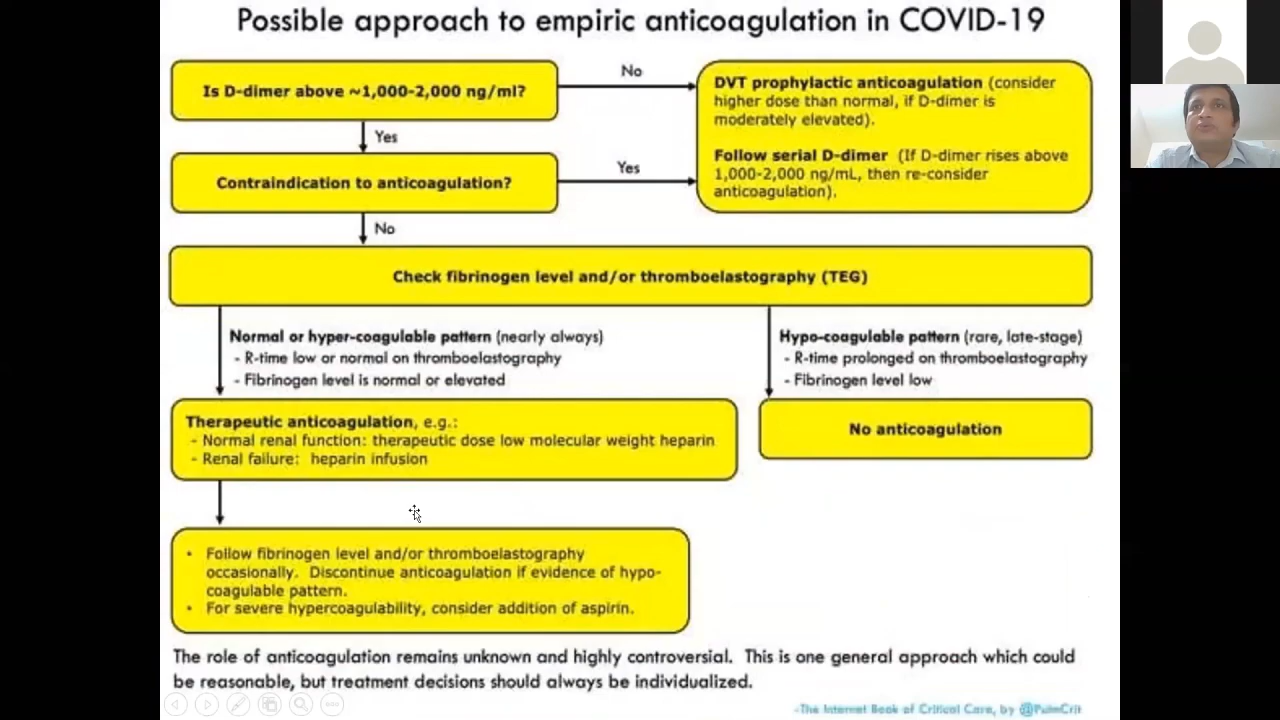 Possible approach to empiric anticoagulation in COVID-19
Is D-dimer above ~1,000-2,000 ng/ml?
No
DVT prophylactic anticoagulation (consider
higher dose than normal, if D-dimer is
moderately elevated).
Follow serial D-dimer (If D-dimer rises above
1,000-2,000 ng/mL, then re-consider
anticoagulation).
Yes
Contraindication to anticoagulation?
Yes
No
Check fibrinogen level and/or thromboelastography (TEG)
Normal or hyper-coagulable pattern (nearly always)
- R-time low or normal on thromboelastography
- Fibrinogen level is normal or elevated
Hypo-coagulable pattern (rare, late-stage)
- R-time prolonged on thromboelastography
- Fibrinogen level low
Therapeutic anticoagulation, e.g.:
- Normal renal function: therapeutic dose low molecular weight heparin
- Renal failure: heparin infusion
No anticoagulation
• Follow fibrinogen level and/or thromboelastography
occasionally. Discontinue anticoagulation if evidence of hypo-
coagulable pattern.
• For severe hypercoagulability, consider addition of aspirin.
The role of anticoagulation remains unknown and highly controversial. This is one general approach which could
be reasonable, but treatment decisions should always be individualized.
-The Internet Book of Critical Care, by @PulmCrit